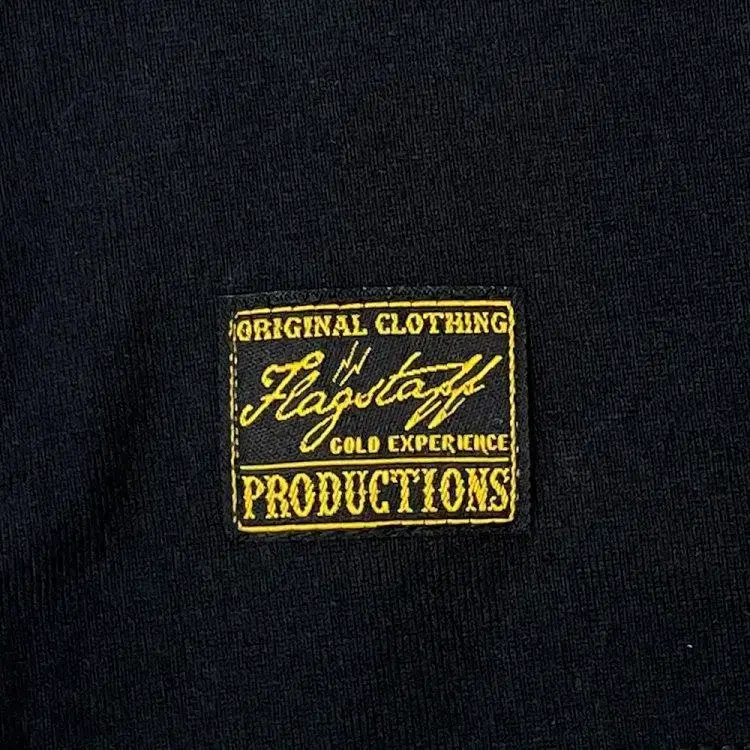 ORIGINAL CLOTHING
Flagstaff
GOLD EXPERIENCE
PRODUCTIONS